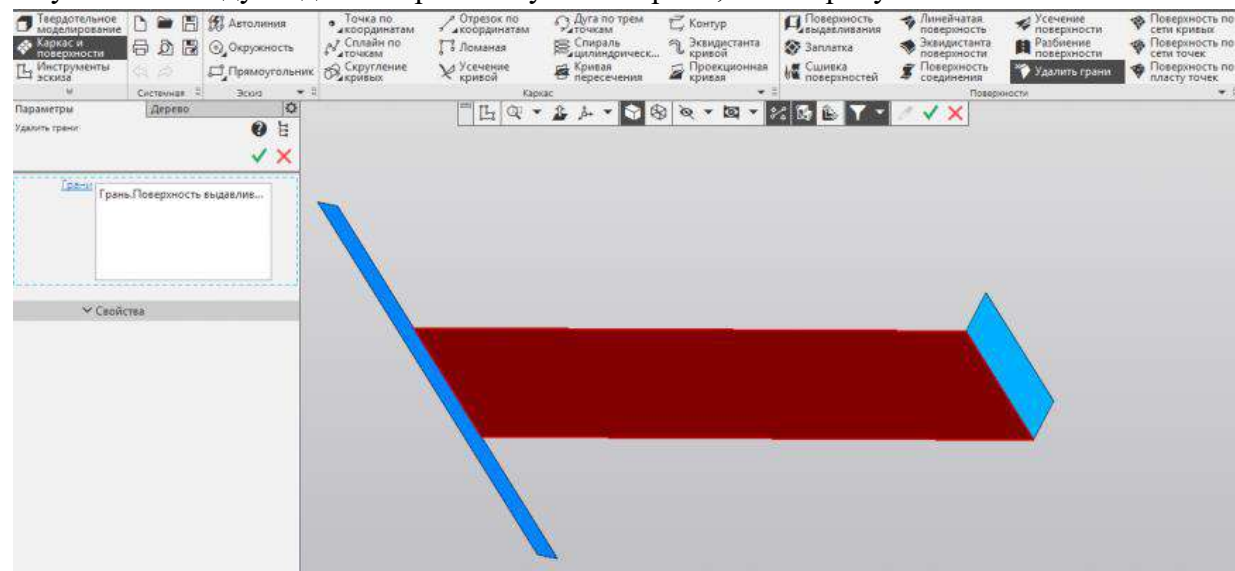 Твердотельное моделирование
Каркас и поверхности
Инструменты эскиза
Системная
Автолиния
Окружность
Прямоугольник
Эскиз
Точка по координатам
Сплайн по точкам
Скругление кривых
Отрезок по координатам
Ломаная
Усечение кривой
Дуга по трем точкам
Спираль цилиндрическ...
Кривая пересечения
Контур
Эквидистанта кривой
Проекционная кривая
Каркас
Поверхность выдавливания
Заплатка
Сшивка поверхностей
Линейчатая поверхность
Эквидистанта поверхности
Поверхность соединения
Усечение поверхности
Разбиение поверхности
Удалить грани
Поверхность по сети кривых
Поверхность по сети точек
Поверхность по пласту точек
Поверхности
Параметры
Дерево
Удалить грани
Грани
Грань.Поверхность выдавлив...
Свойства